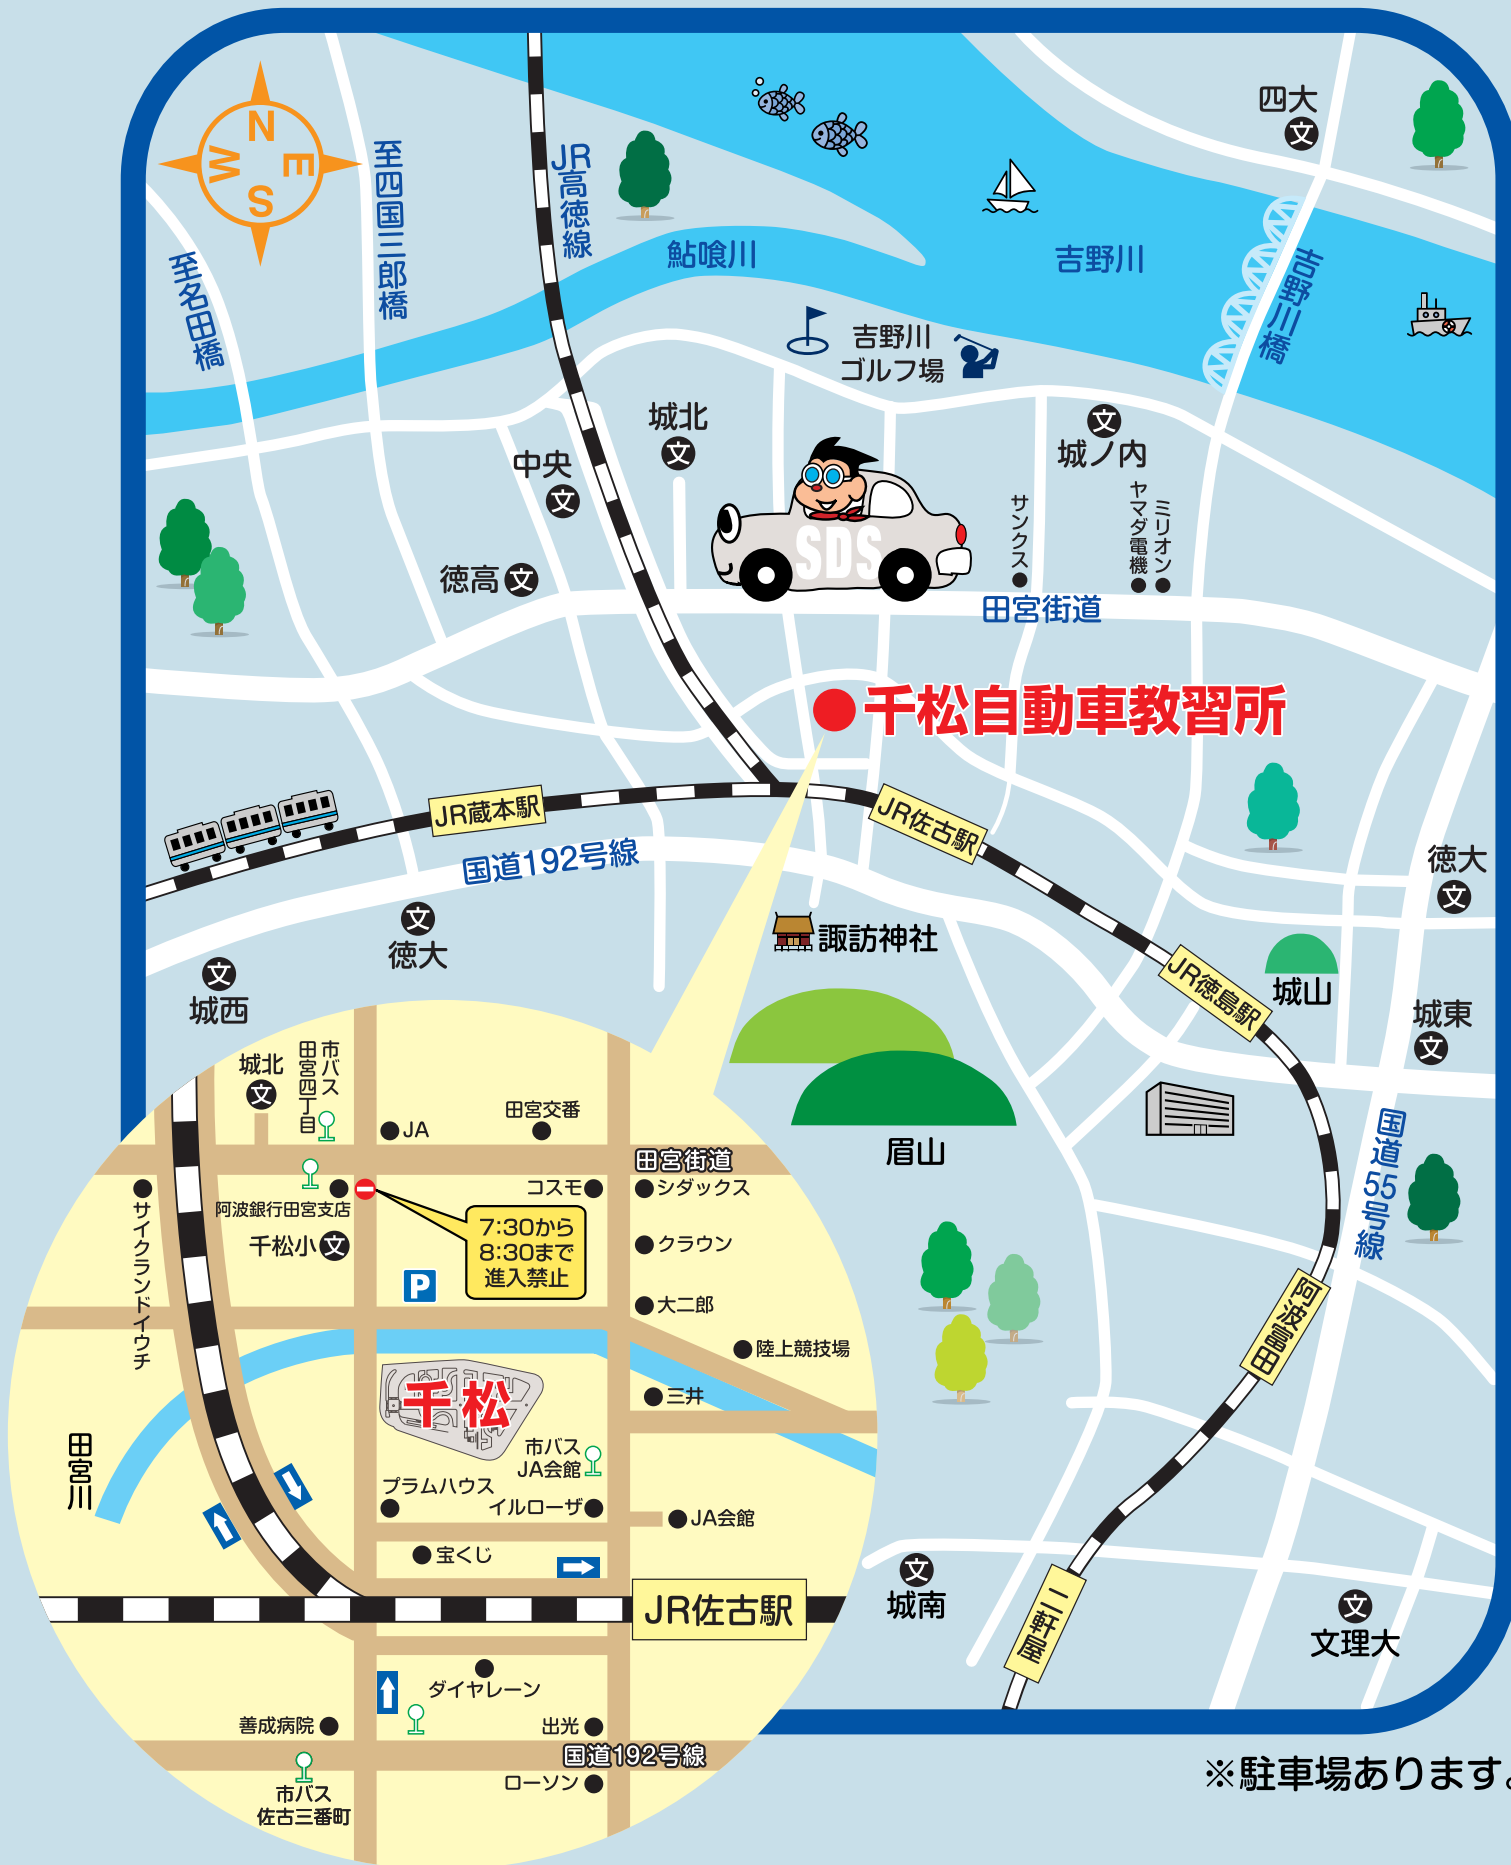 N
W
E
S
至四国三郎橋
至名田橋
JR高徳線
鮎喰川
吉野川
吉野川橋
四大
文
吉野川
ゴルフ場
城北
文
中央
文
徳高
文
文
城ノ内
サンクス
ヤマダ電機
ミリオン
SDS
田宮街道
千松自動車教習所
JR蔵本駅
国道192号線
JR佐古駅
文
徳大
文
城西
諏訪神社
徳大
文
城山
JR徳島駅
城東
文
眉山
国道55号線
阿波富田
二軒屋
文
城南
文
文理大
城北
文
市バス
田宮四丁目
JA
田宮交番
田宮街道
サイクランドイウチ
阿波銀行田宮支店
千松小
文
7:30から
8:30まで
進入禁止
コスモ
シダックス
クラウン
P
大二郎
陸上競技場
千松
三井
田宮川
市バス
JA会館
プラムハウス
イルローザ
JA会館
宝くじ
JR佐古駅
ダイヤレーン
善成病院
出光
国道192号線
ローソン
市バス
佐古三番町
※駐車場あります。